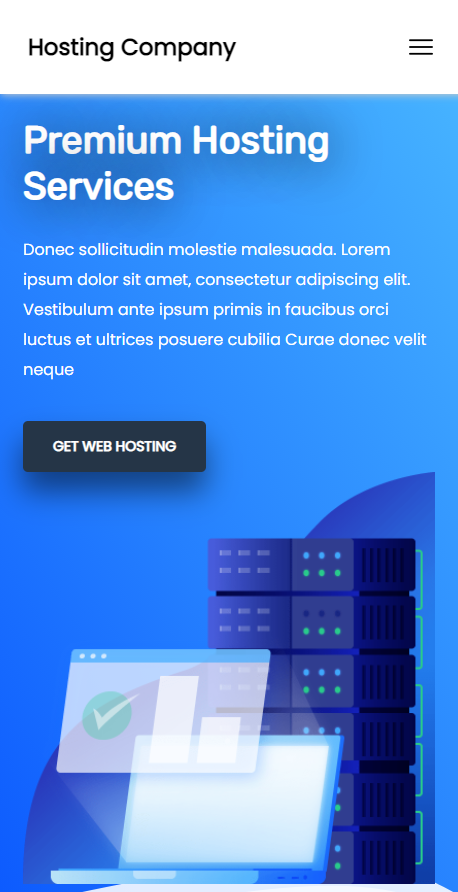 Hosting Company
Premium Hosting
Services
Donec sollicitudin molestie malesuada. Lorem
ipsum dolor sit amet, consectetur adipiscing elit.
Vestibulum ante ipsum primis in faucibus orci
luctus et ultrices posuere cubilia Curae donec velit
neque
GET WEB HOSTING